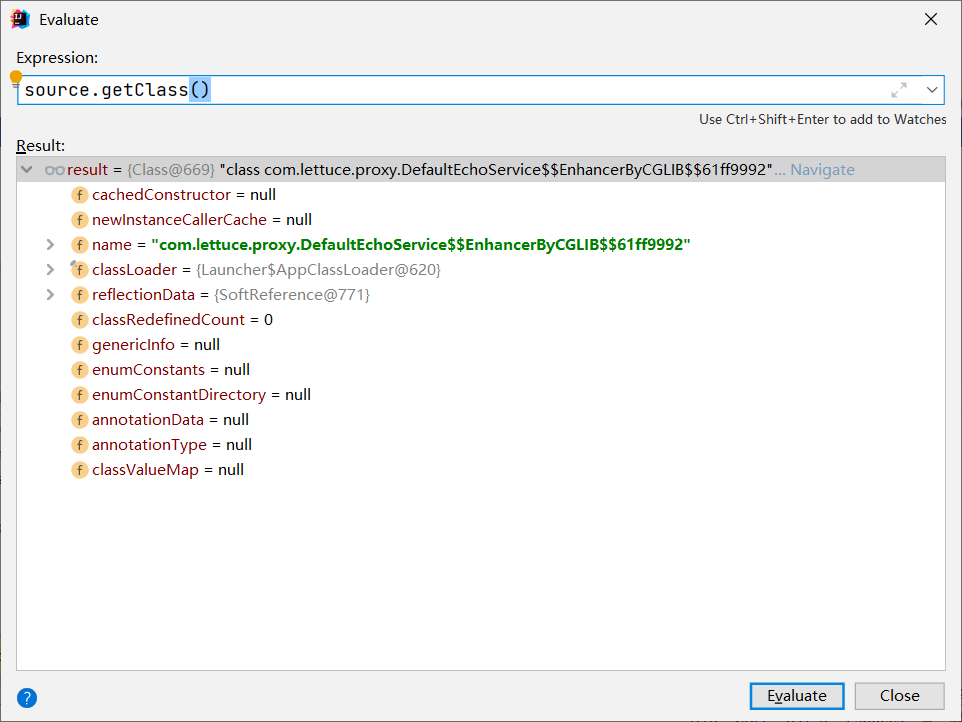 Evaluate
Expression:
source.getClass()
Use Ctrl+Shift+Enter to add to Watches
Result:
result = {Class@669} "class com.lettuce.proxy.DefaultEchoService$$EnhancerByCGLIB$$61ff9992"... Navigate
f cachedConstructor = null
f newInstanceCallerCache = null
f name = "com.lettuce.proxy.DefaultEchoService$$EnhancerByCGLIB$$61ff9992"
f classLoader = {Launcher$AppClassLoader@620}
f reflectionData = {SoftReference@771}
f classRedefinedCount = 0
f genericInfo = null
f enumConstants = null
f enumConstantDirectory = null
f annotationData = null
f annotationType = null
f classValueMap = null
? Evaluate Close